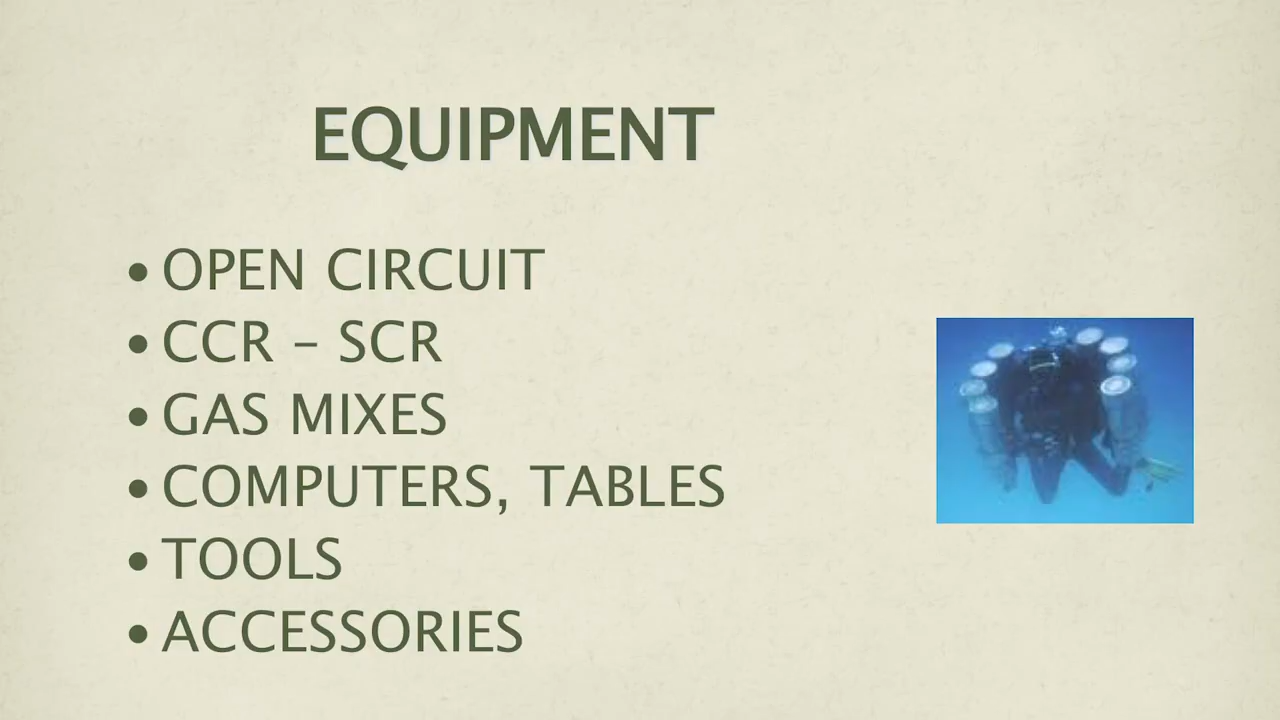 EQUIPMENT
• OPEN CIRCUIT
• CCR – SCR
• GAS MIXES
• COMPUTERS, TABLES
• TOOLS
• ACCESSORIES